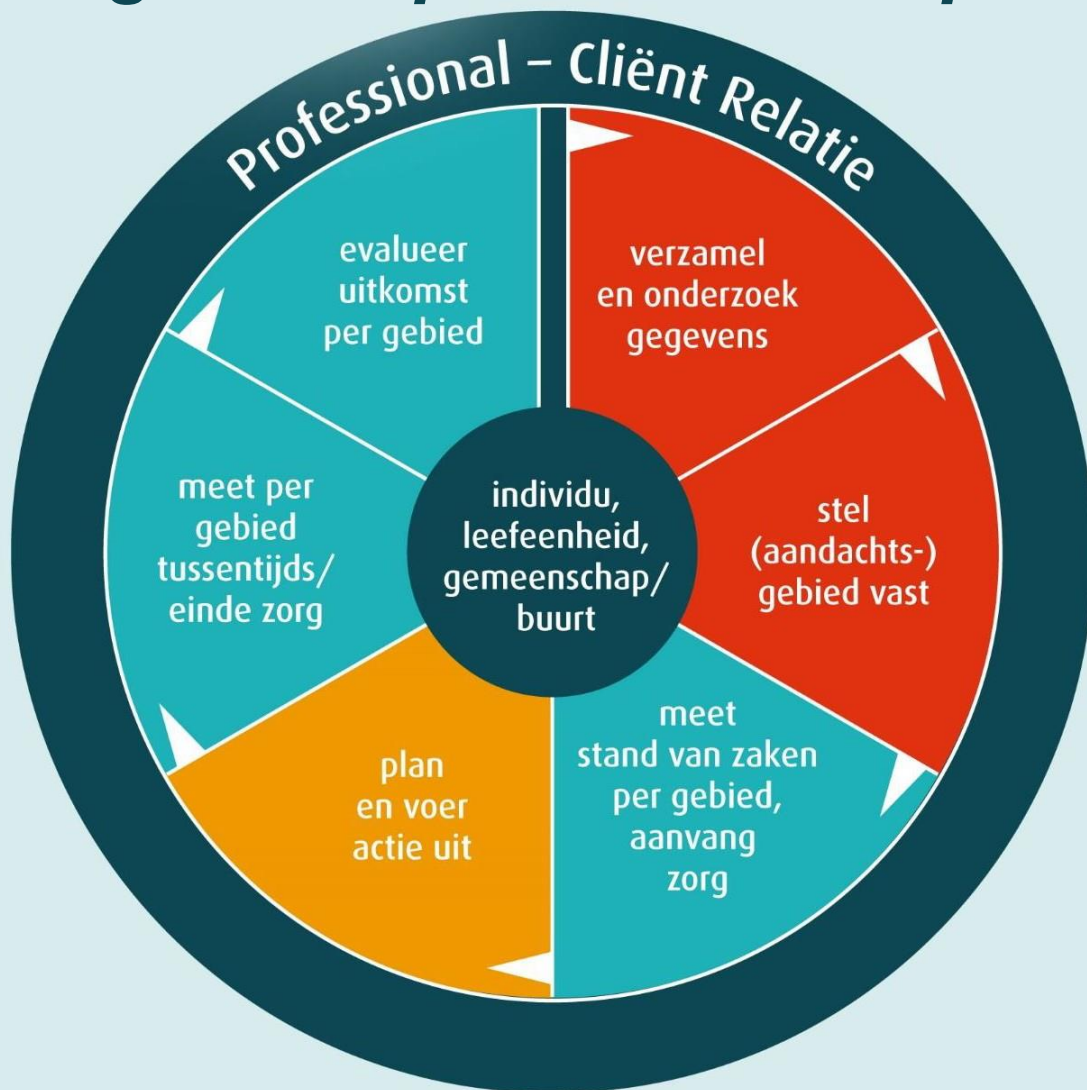 Professional – Cliënt Relatie
verzamel
en onderzoek
gegevens
stel
(aandachts-)
gebied vast
meet
stand van zaken
per gebied,
aanvang
zorg
plan
en voer
actie uit
meet per
gebied
tussentijds/
einde zorg
evalueer
uitkomst
per gebied
individu,
leefeenheid,
gemeenschap/
buurt